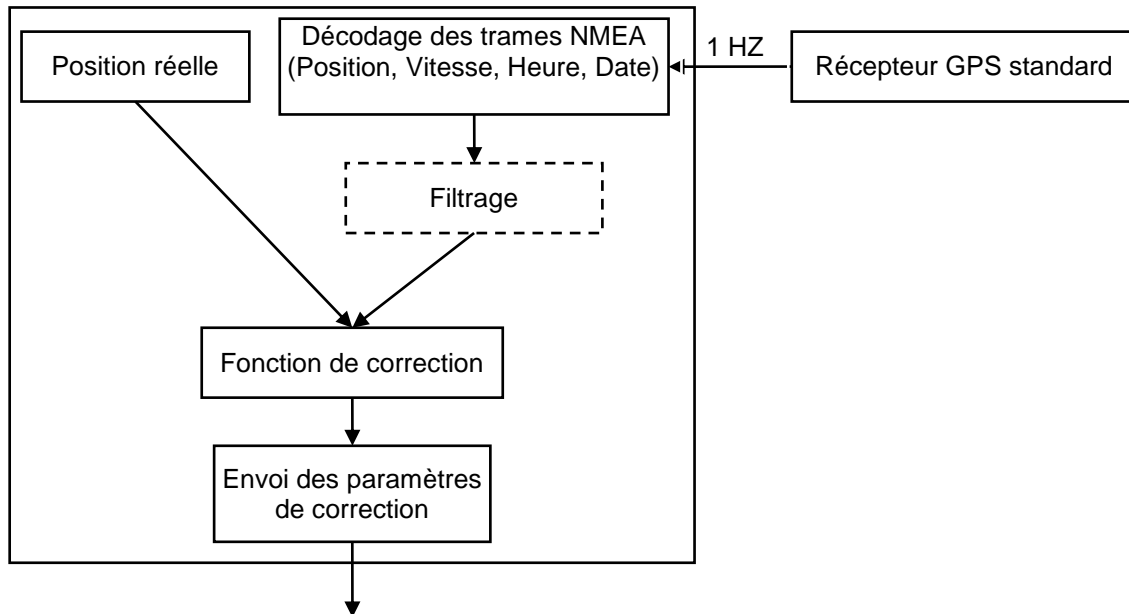 Position réelle
Décodage des trames NMEA
(Position, Vitesse, Heure, Date)
1 HZ
Récepteur GPS standard
Filtrage
Fonction de correction
Envoi des paramètres
de correction